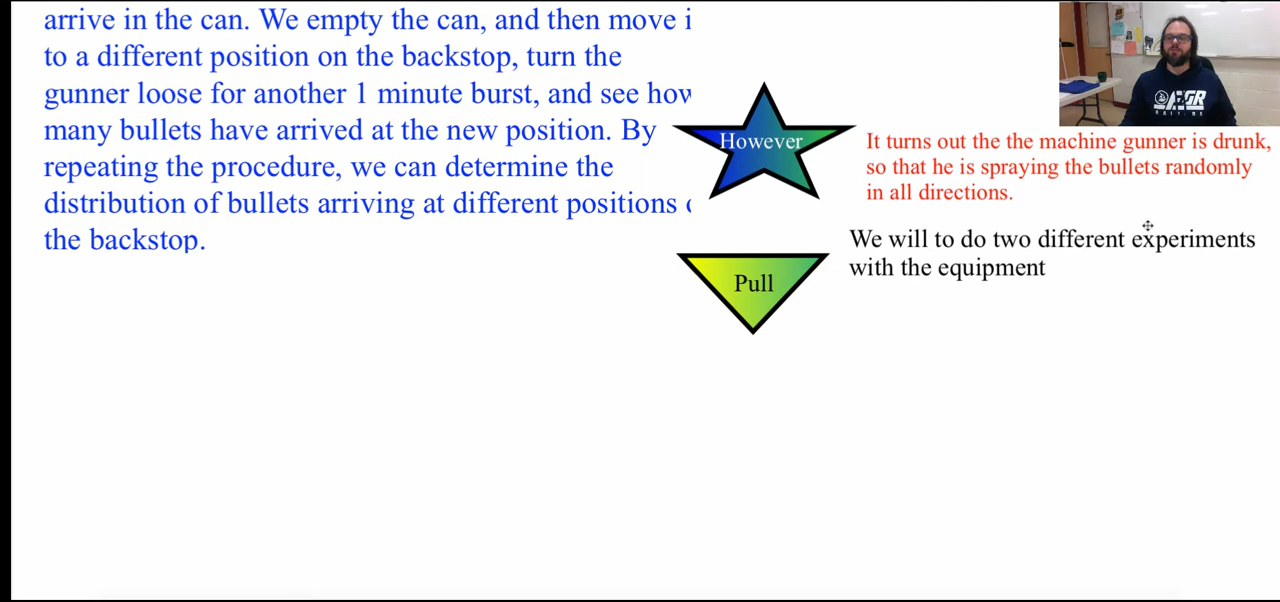 arrive in the can. We empty the can, and then move i
to a different position on the backstop, turn the
gunner loose for another 1 minute burst, and see how
many bullets have arrived at the new position. By
repeating the procedure, we can determine the
distribution of bullets arriving at different positions
the backstop.
However
It turns out the the machine gunner is drunk,
so that he is spraying the bullets randomly
in all directions.
Pull
We will to do two different experiments
with the equipment